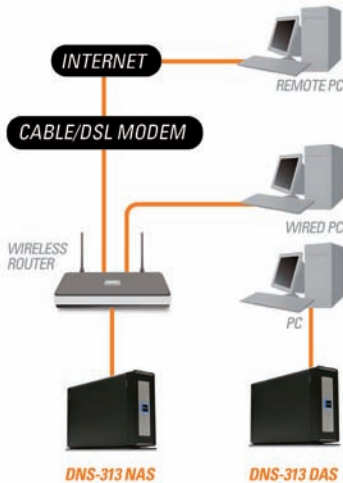 INTERNET
REMOTE PC
CABLE/DSL MODEM
WIRED PC
WIRELESS
ROUTER
PC
DNS-313 NAS
DNS-313 DAS